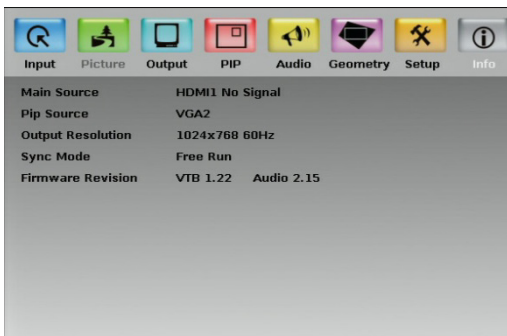 Input Picture Output PIP Audio Geometry Setup Info
Main Source HDMI1 No Signal
Pip Source VGA2
Output Resolution 1024x768 60Hz
Sync Mode Free Run
Firmware Revision VTB 1.22 Audio 2.15